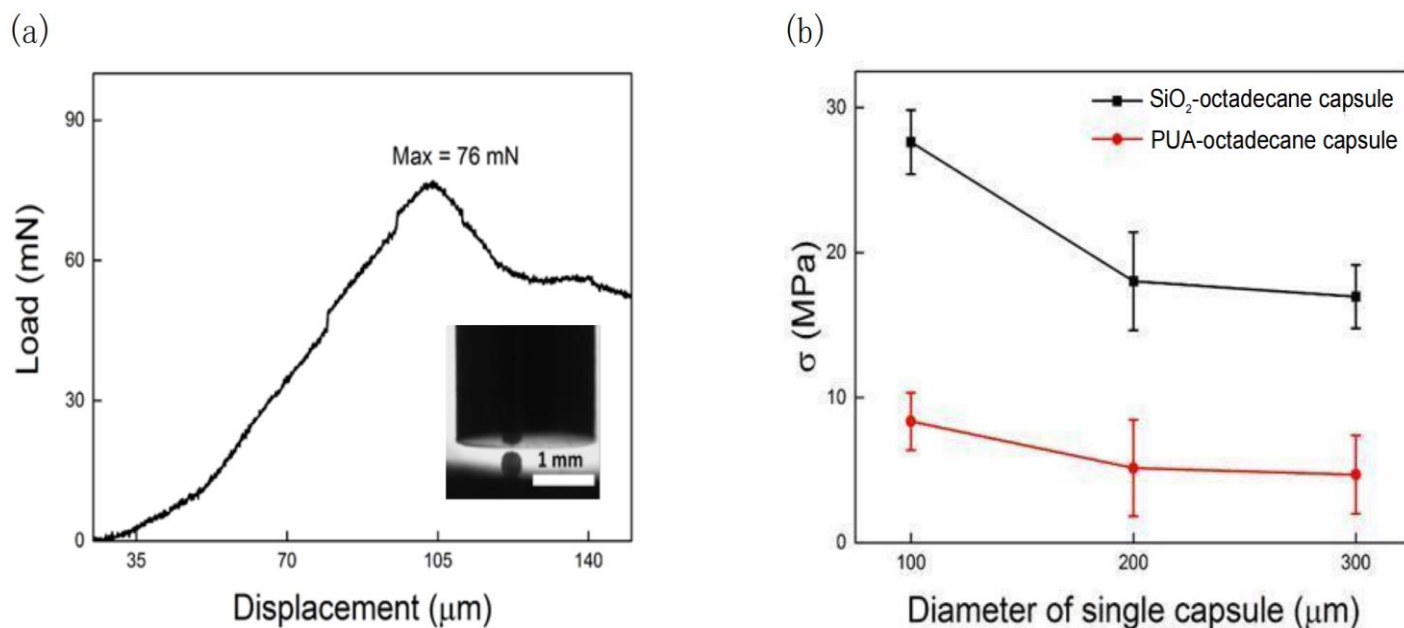 (a)
Load (mN)
90
60
30
0
Max = 76 mN
1 mm
35 70 105 140
Displacement (μm)
(b)
σ (MPa)
30
20
10
0
SiO₂-octadecane capsule
PUA-octadecane capsule
100 200 300
Diameter of single capsule (μm)